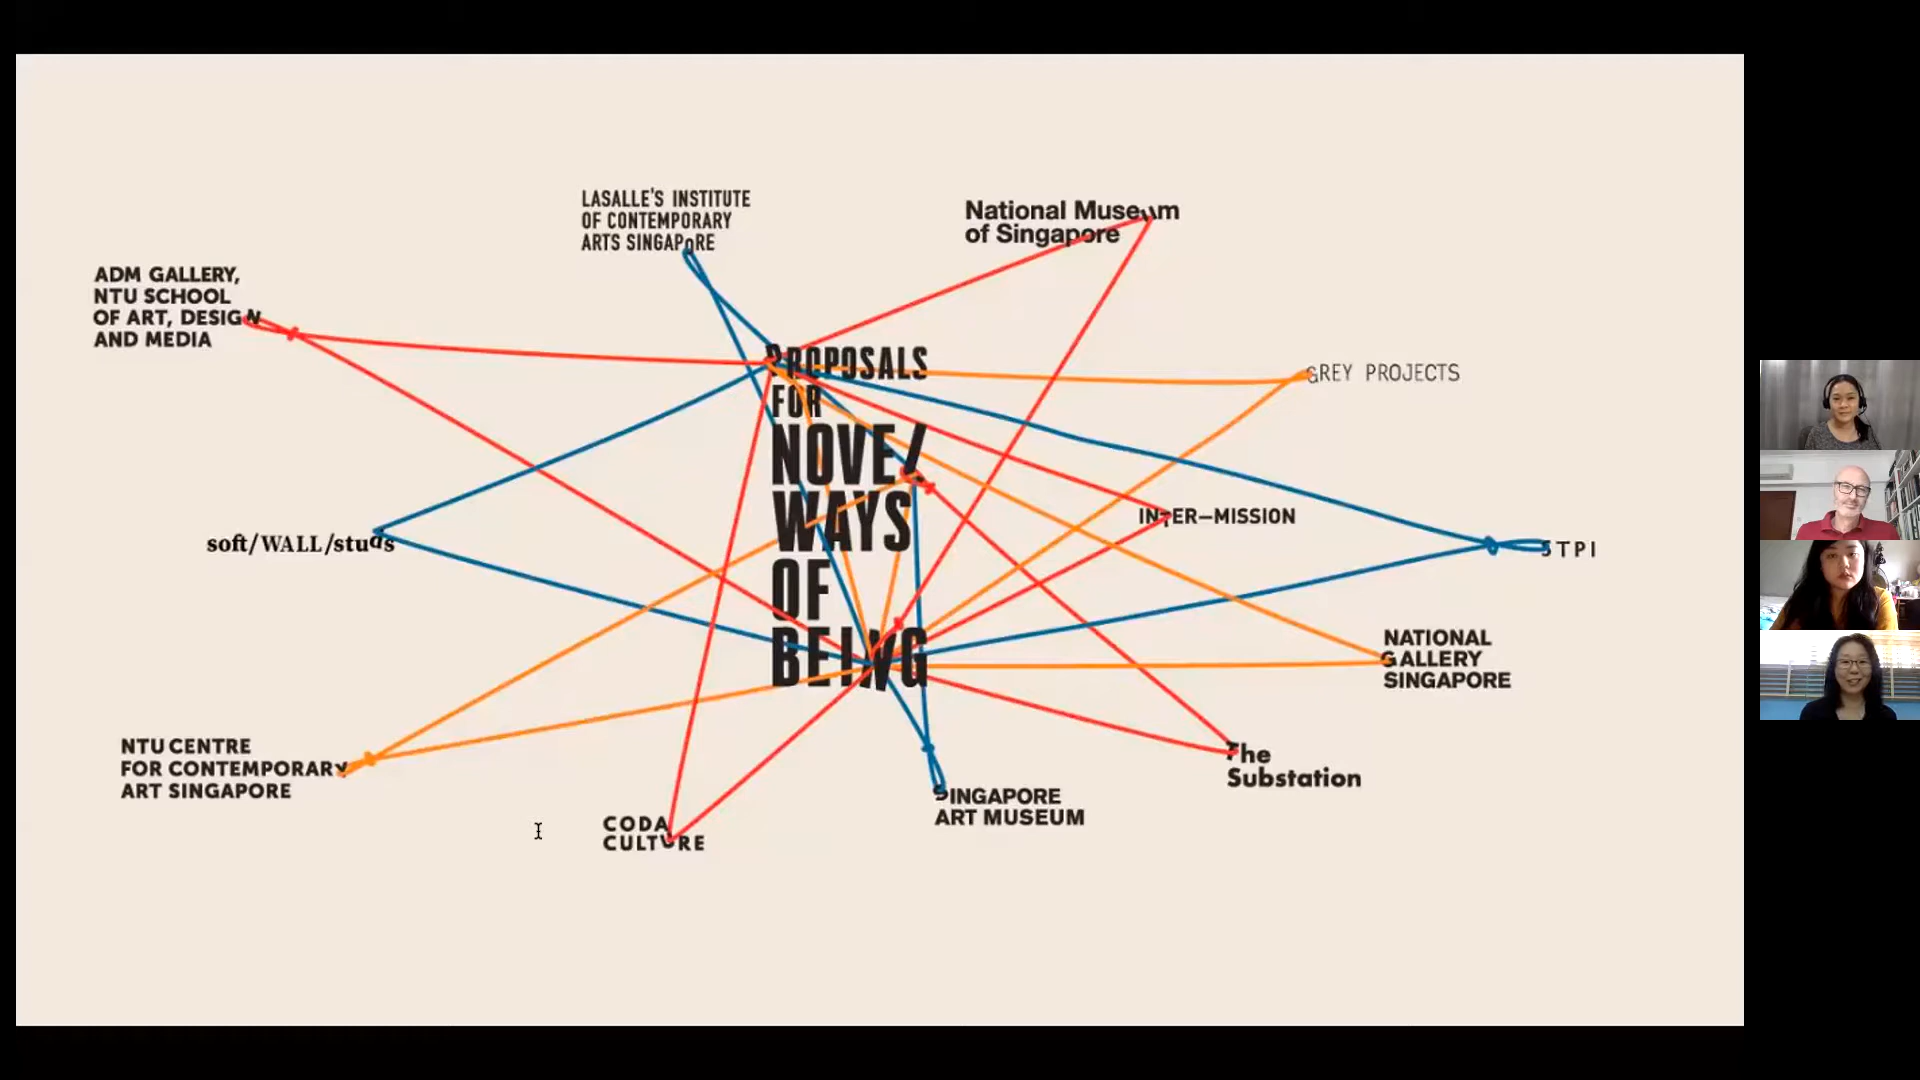 LASALLE'S INSTITUTE
OF CONTEMPORARY
ARTS SINGAPORE
National Museum
of Singapore
ADM GALLERY,
NTU SCHOOL
OF ART, DESIGN
AND MEDIA
PROPOSALS
FOR
NOVEL
WAYS
OF
BEING
GREY PROJECTS
soft/WALL/studs
INTER–MISSION
STPI
NATIONAL
GALLERY
SINGAPORE
NTU CENTRE
FOR CONTEMPORARY
ART SINGAPORE
The
Substation
SINGAPORE
ART MUSEUM
CODA
CULTURE